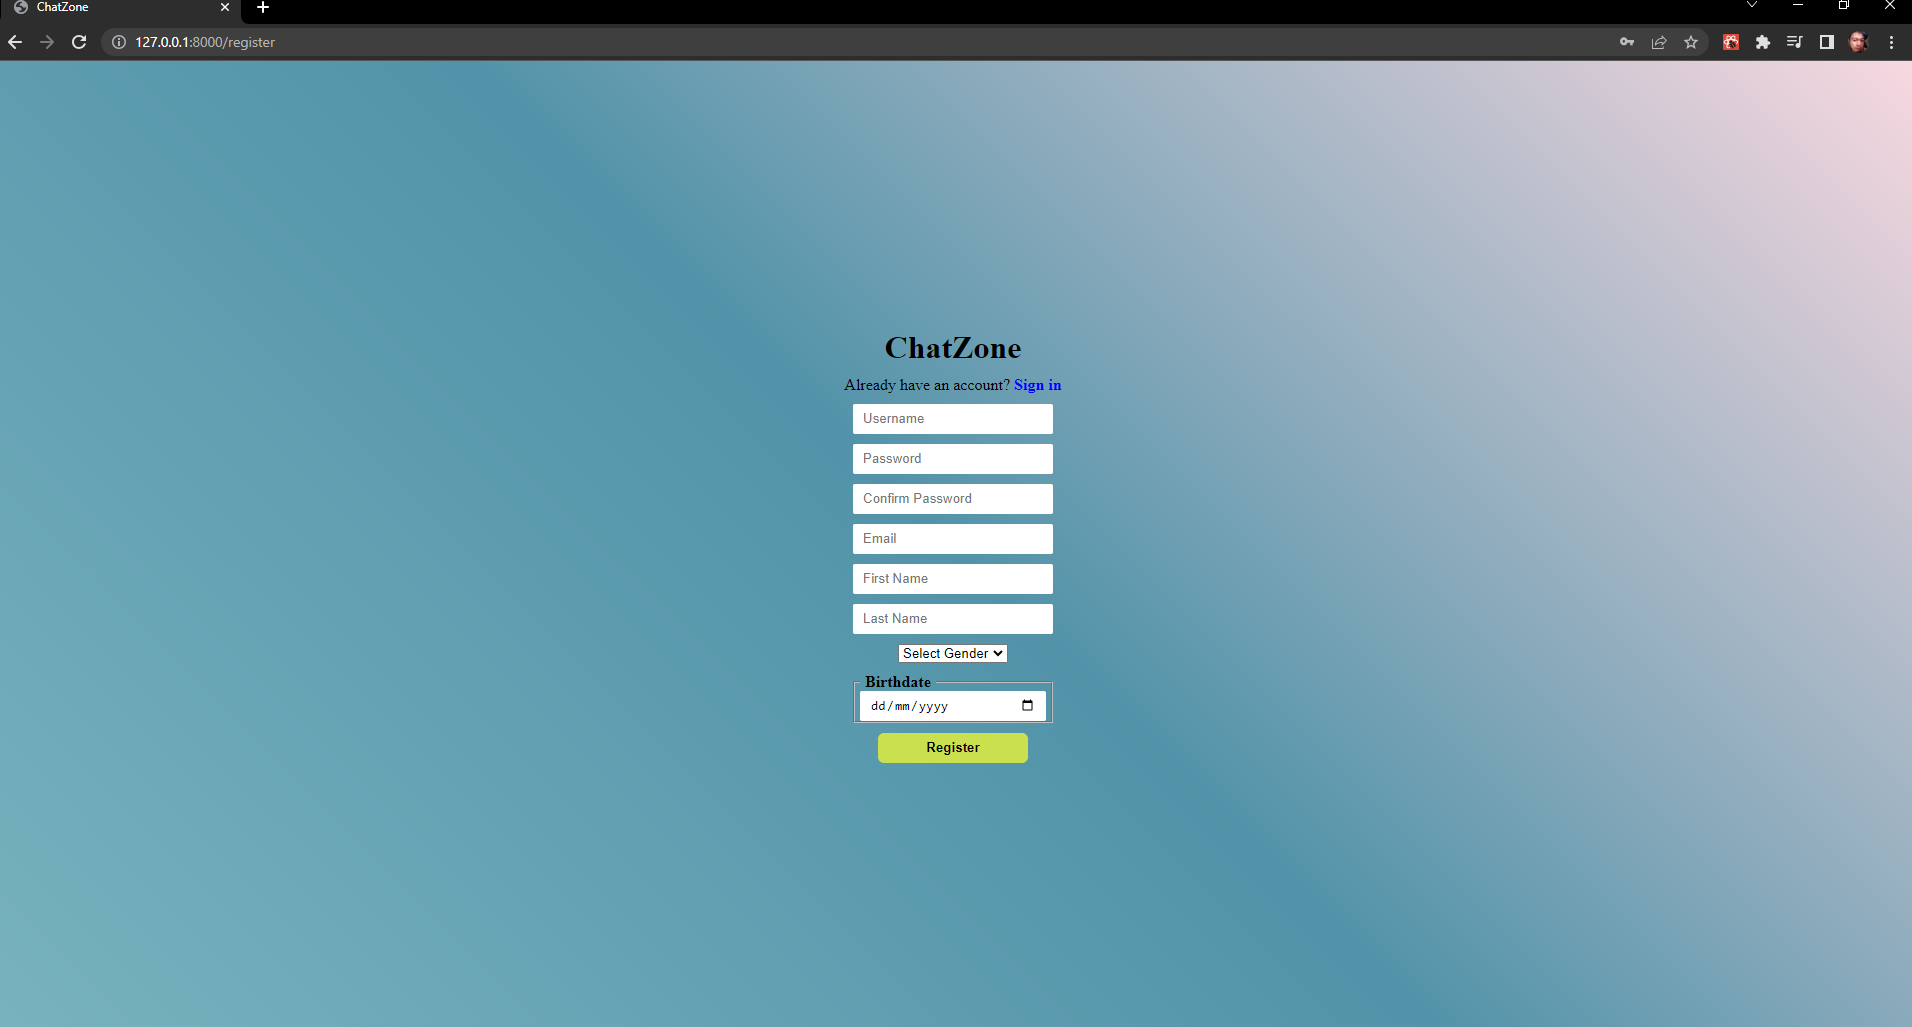 ChatZone
127.0.0.1:8000/register
ChatZone
Already have an account? Sign in
Username
Password
Confirm Password
Email
First Name
Last Name
Select Gender
Birthdate
dd/mm/yyyy
Register